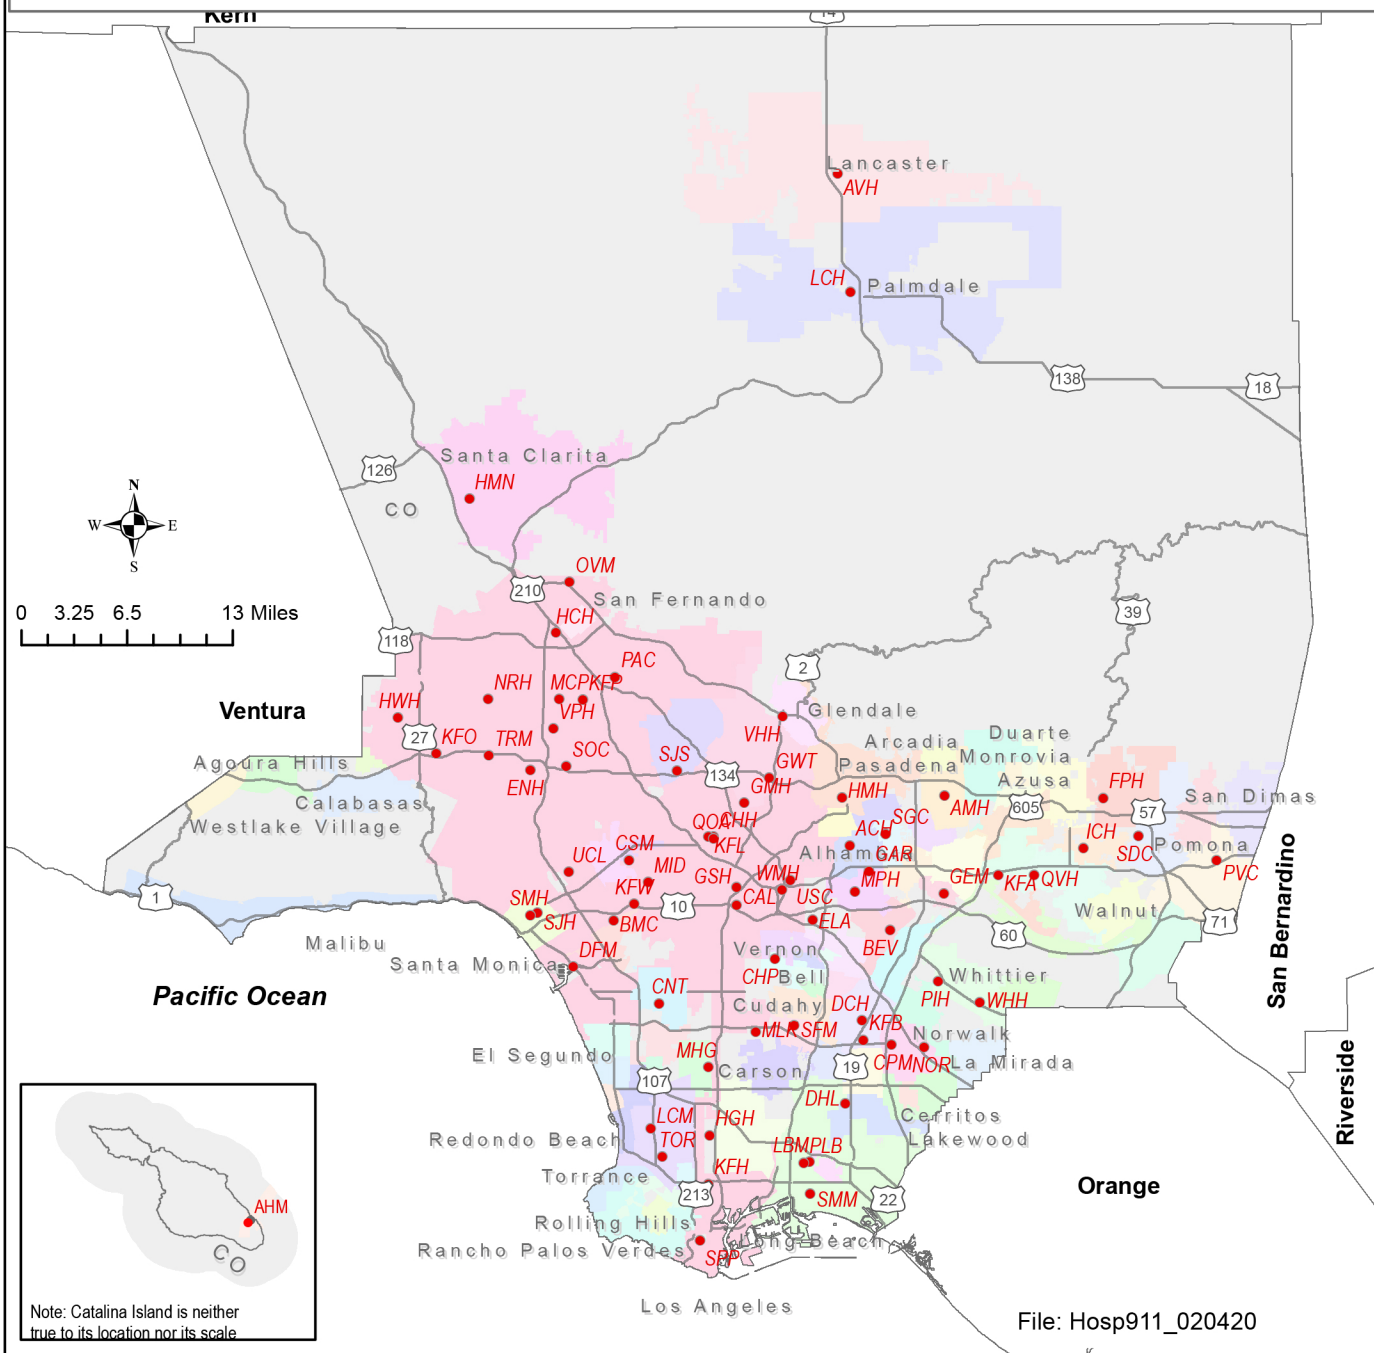 Kern
14
Lancaster
AVH
LCH
Palmdale
138
18
Santa Clarita
126
HMN
CO
N
W E
S
OVM
210
San Fernando
39
0 3.25 6.5 13 Miles
HCH
118
2
PAC
NRH
MCP
KFP
HWH
Ventura
VPH
Glendale
27
KFO
TRM
SOC
SJS
VHH
Duarte
Arcadia
Monrovia
Agoura Hills
134
GWT
Pasadena
Azusa
ENH
GMH
HMH
AMH
605
FPH
San Dimas
57
Calabasas
QOA
CHH
ACH
SGC
ICH
Westlake Village
KFL
SDC
Pomona
CSM
Alhambra
GAR
UCL
MID
GSH
WMH
MPH
GEM
KFA
QVH
PVC
1
SMH
KFW
10
CAL
USC
Walnut
71
SJH
BMC
ELA
60
Malibu
DFM
Vernon
BEV
San Bernardino
Santa Monica
CHP
Bell
Whittier
Pacific Ocean
CNT
Cudahy
DCH
PIH
WHH
MLK
SFM
KFB
Norwalk
El Segundo
MHG
Carson
CPM
NOR
La Mirada
107
19
Riverside
DHL
LCM
HGH
Cerritos
Redondo Beach
TOR
Lakewood
LBM
PLB
Torrance
KFH
213
SMM
22
Orange
AHM
Rolling Hills
CO
Rancho Palos Verdes
SPP
Long Beach
Los Angeles
Note: Catalina Island is neither
true to its location nor its scale
File: Hosp911_020420